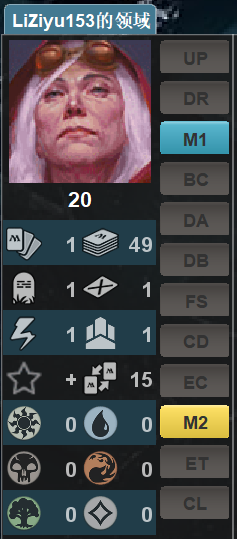 LiZiyu153的领域
20
1 49
1 1
1 1
+ 15
0 0
0 0
0 0
UP
DR
M1
BC
DA
DB
FS
CD
EC
M2
ET
CL